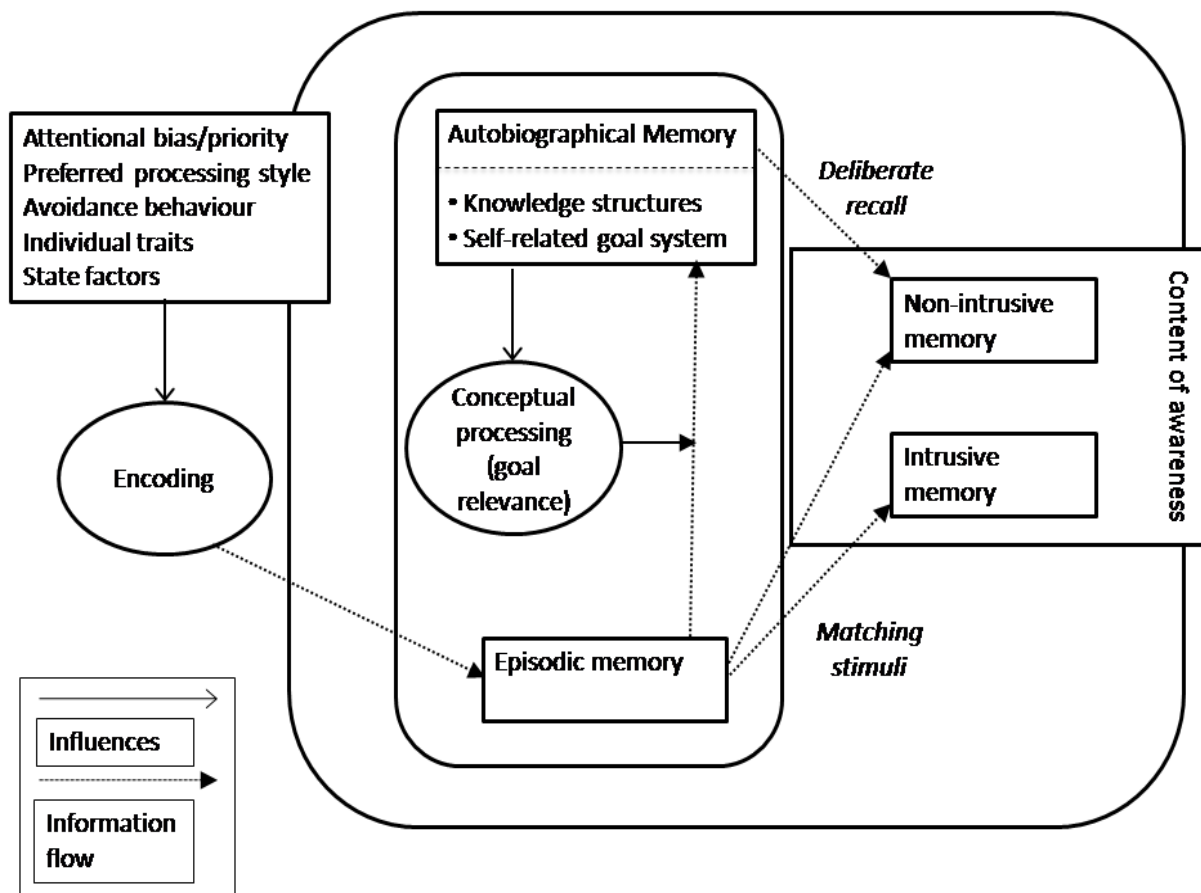 Attentional bias/priority
Preferred processing style
Avoidance behaviour
Individual traits
State factors
Encoding
Autobiographical Memory
• Knowledge structures
• Self-related goal system
Conceptual
processing
(goal
relevance)
Episodic memory
Deliberate
recall
Non-intrusive
memory
Intrusive
memory
Content of awareness
Matching
stimuli
Influences
Information
flow